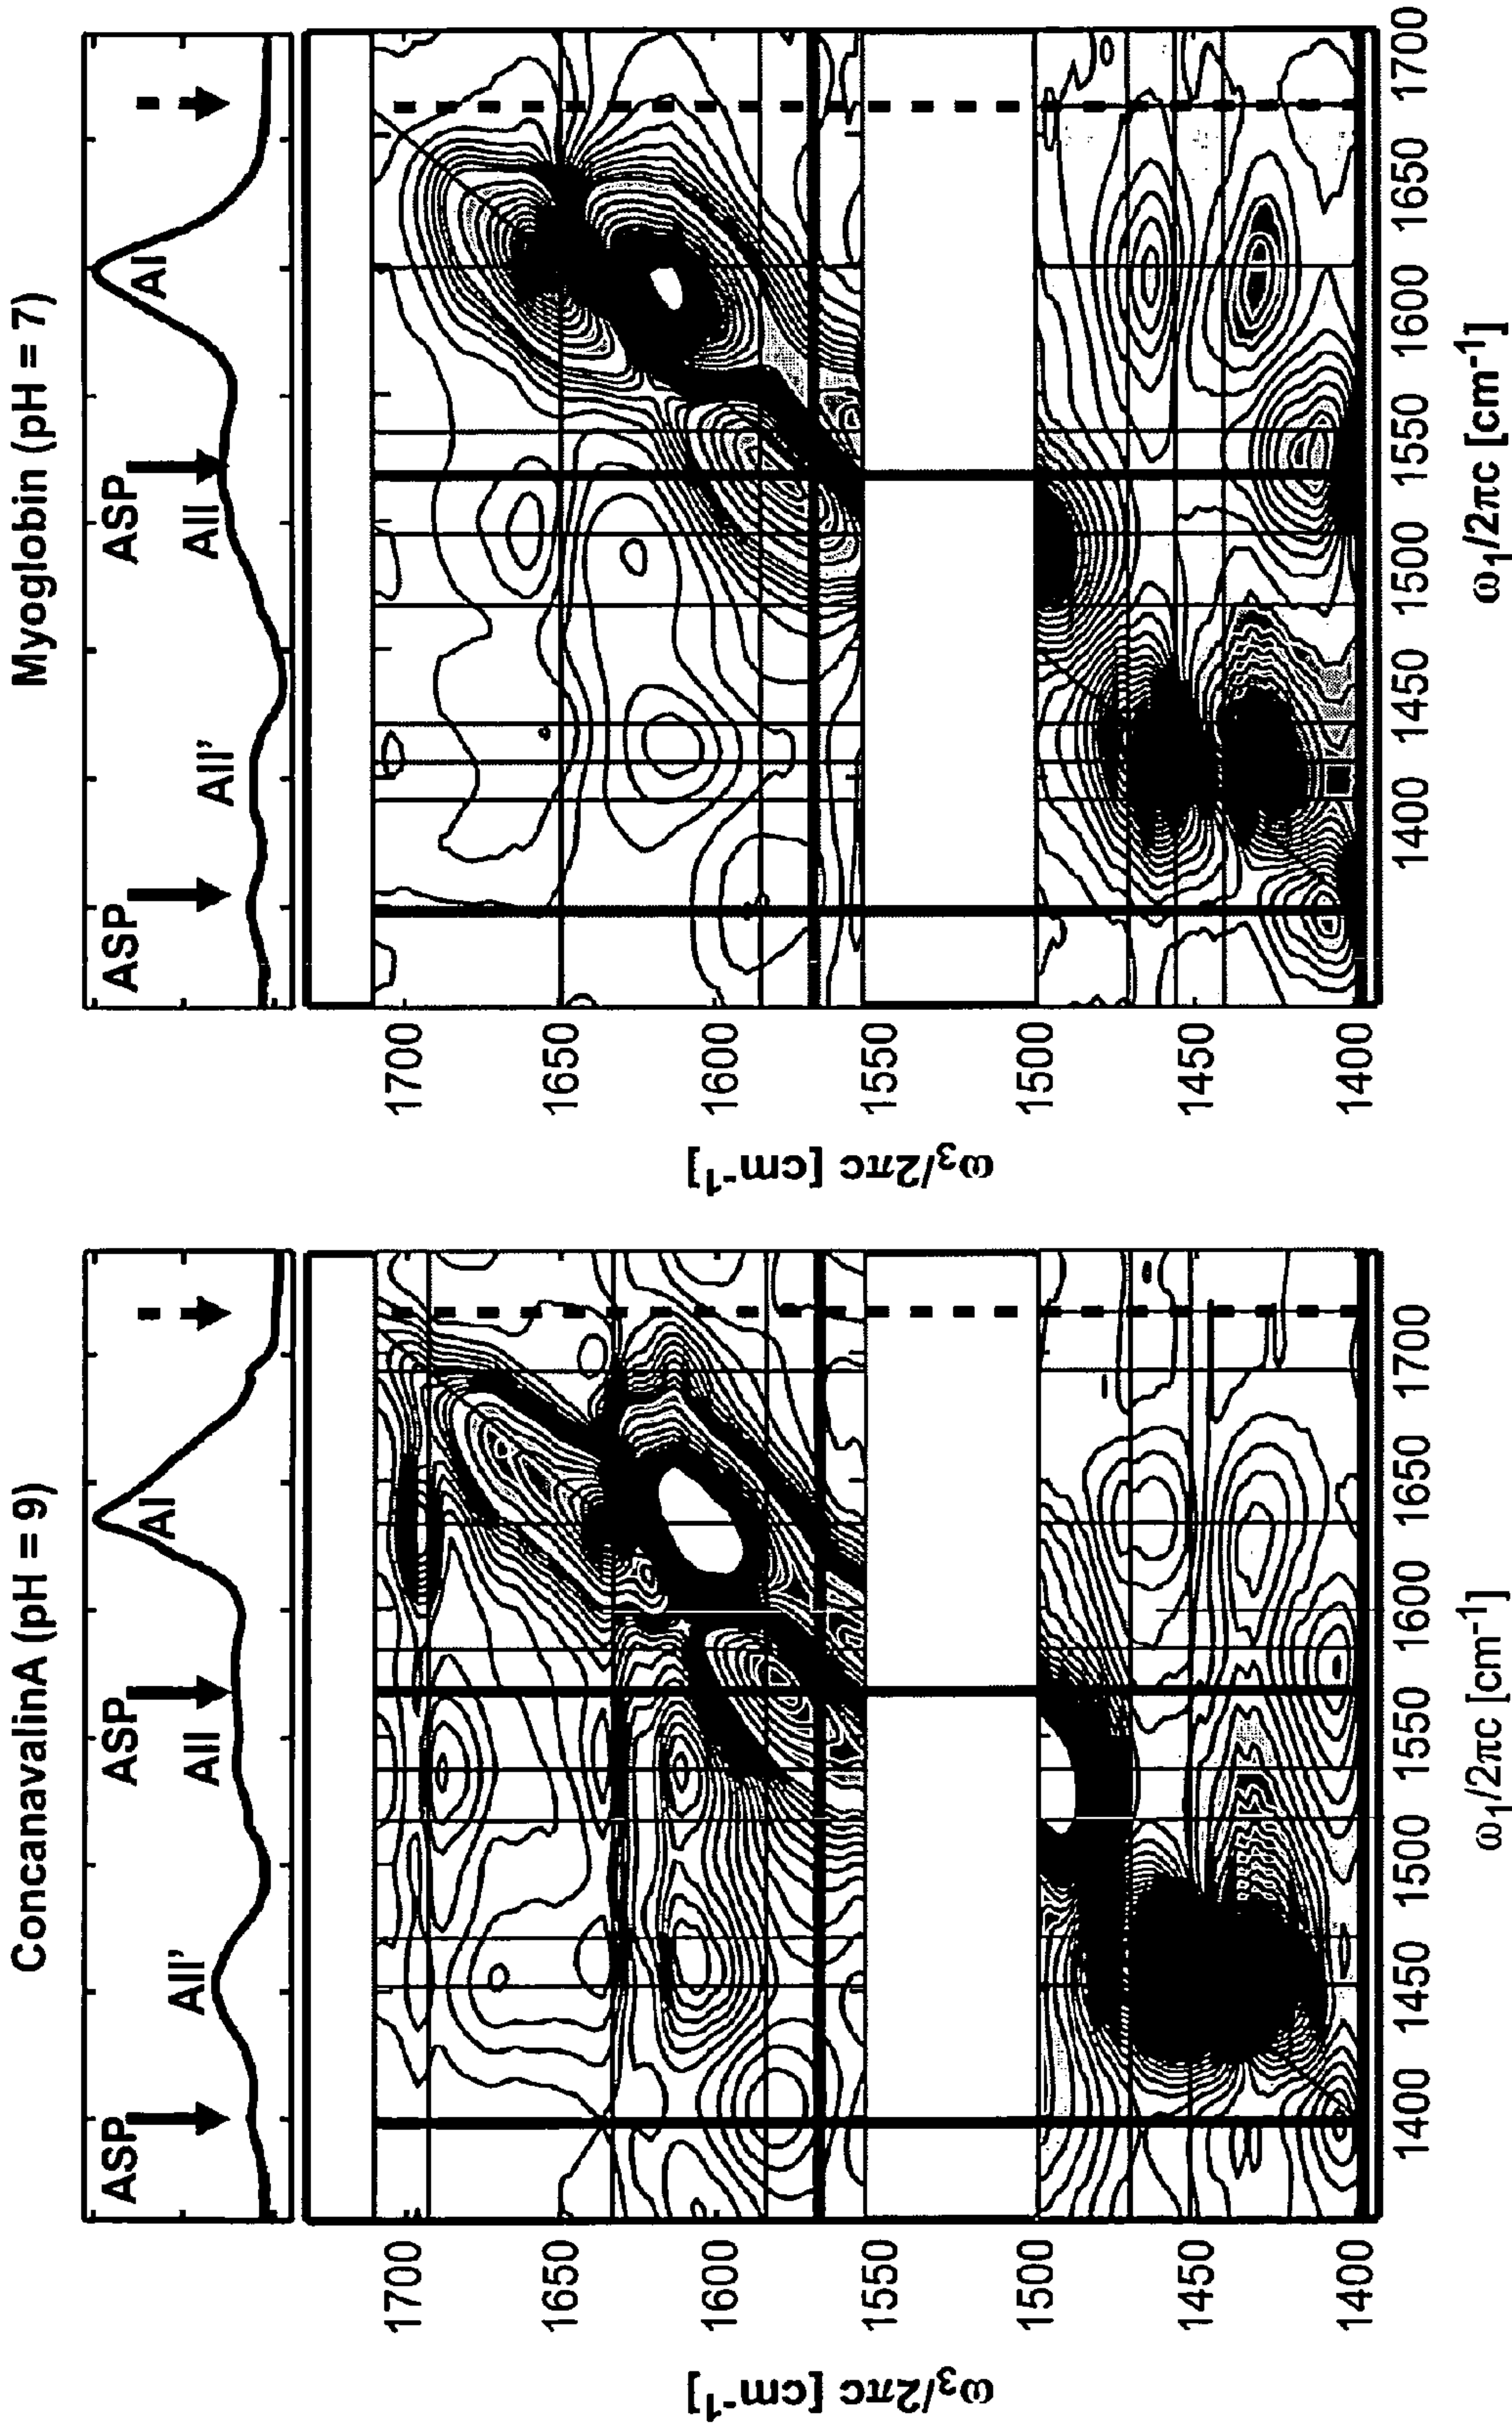 ConcanavalinA (pH = 9)
ASP
AII'
AII
ASP
AI
1700
1650
1600
1550
1500
1450
1400
ω3/2πc [cm-1]
1400 1450 1500 1550 1600 1650 1700
ω1/2πc [cm-1]
Myoglobin (pH = 7)
ASP
AII'
AII
ASP
AI
1700
1650
1600
1550
1500
1450
1400
ω3/2πc [cm-1]
1400 1450 1500 1550 1600 1650 1700
ω1/2πc [cm-1]